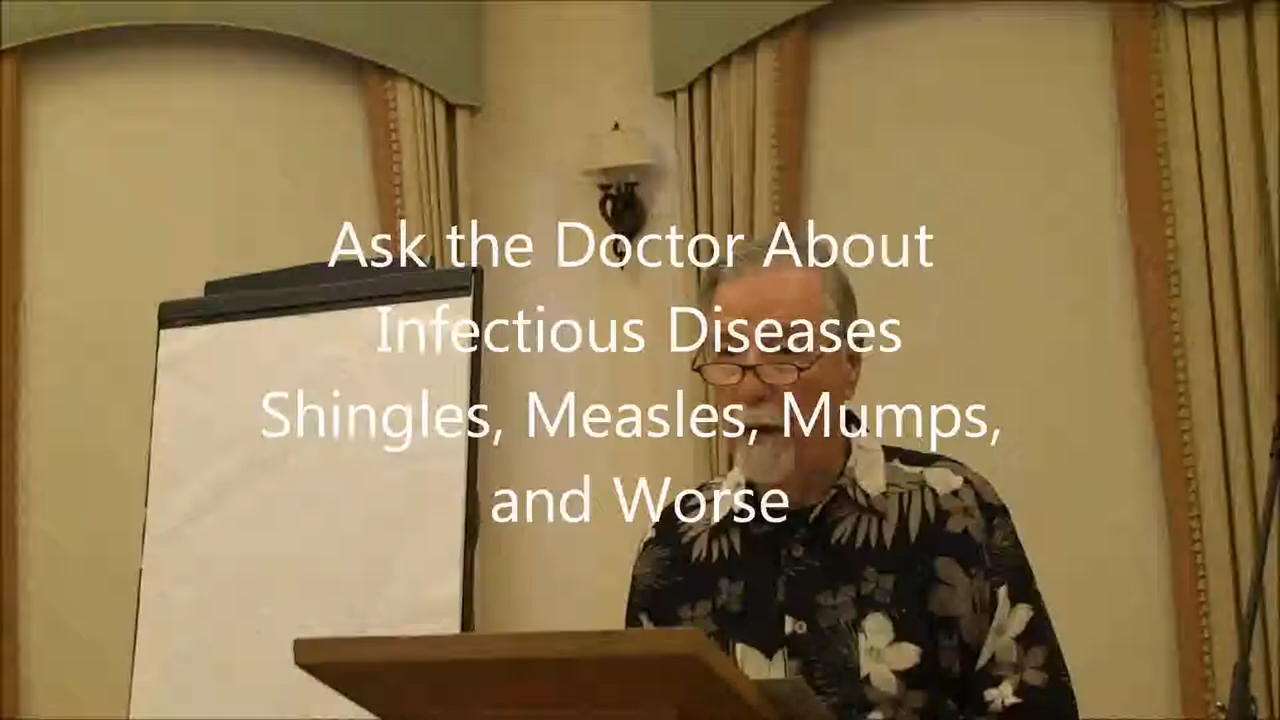 Ask the Doctor About
Infectious Diseases
Shingles, Measles, Mumps,
and Worse